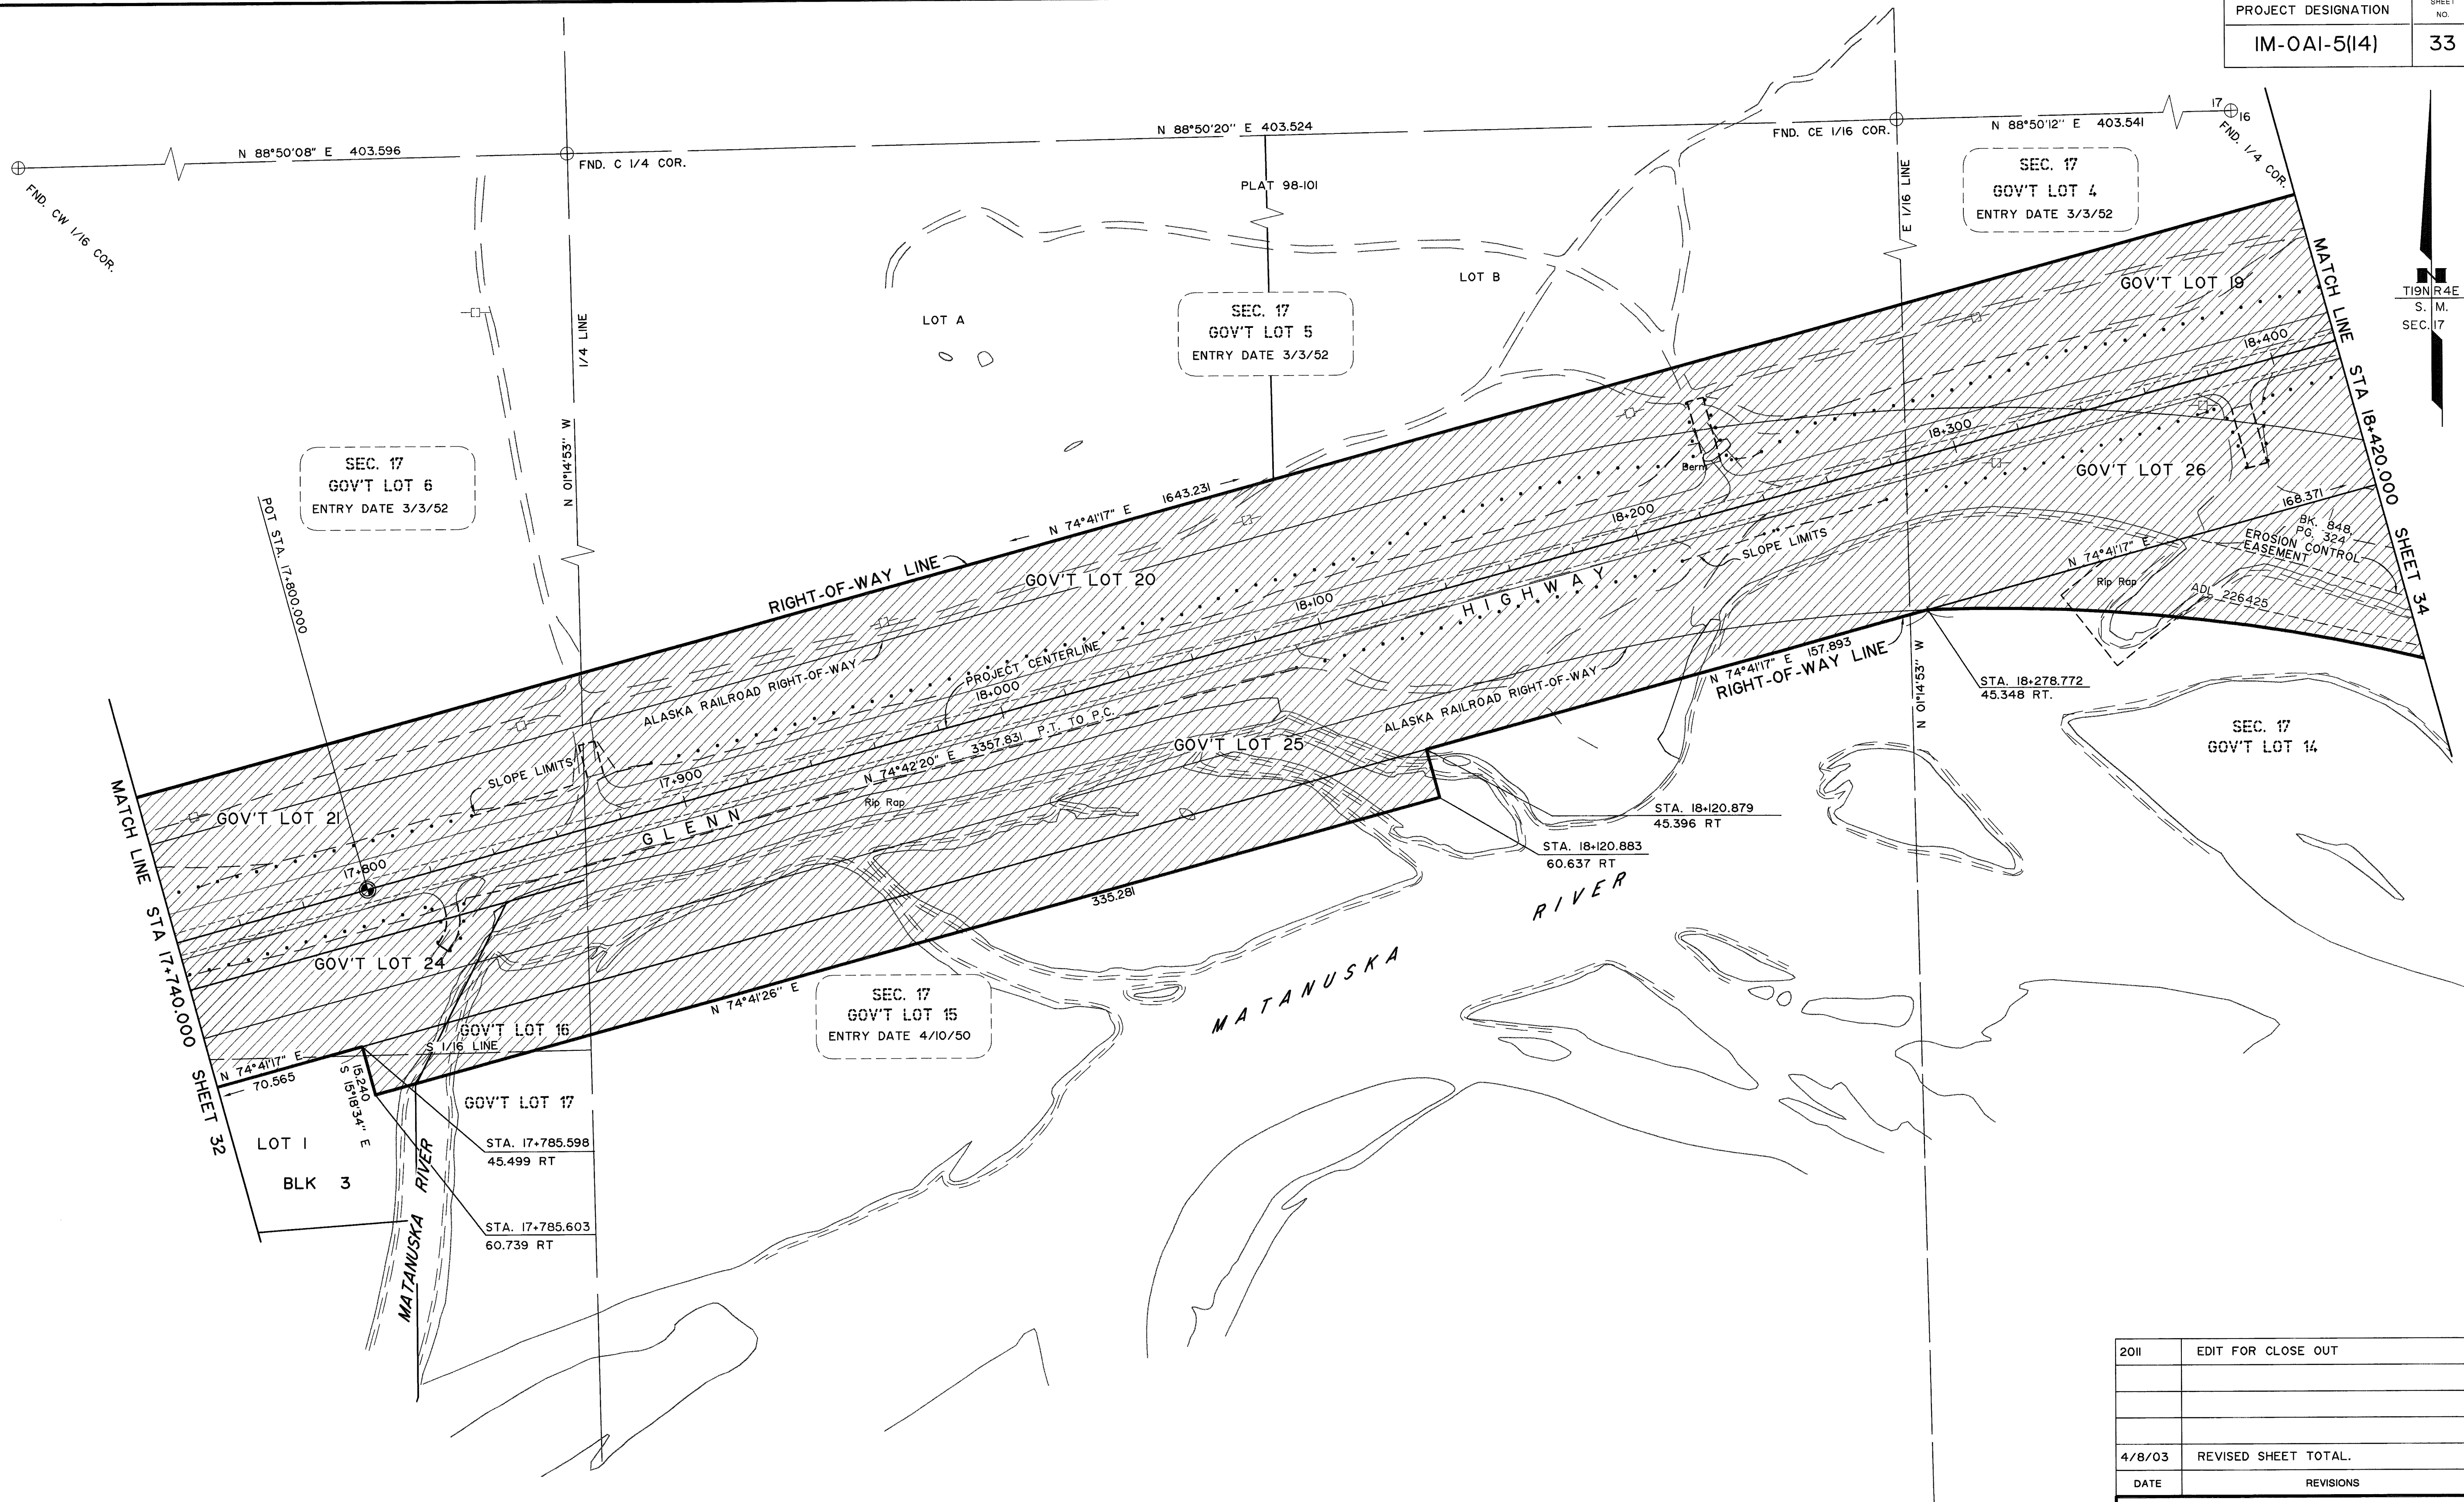 PROJECT DESIGNATION
SHEET
NO.
IM-0A1-5(14)
33
17
16
FND. 1/4 COR.
N 88°50'08" E 403.596
FND. CW 1/16 COR.
FND. C 1/4 COR.
N 88°50'20" E 403.524
FND. CE 1/16 COR.
N 88°50'12" E 403.541
PLAT 98-101
E 1/16 LINE
SEC. 17
GOV'T LOT 4
ENTRY DATE 3/3/52
N
T19N R4E
S. M.
SEC. 17
LOT B
LOT A
1/4 LINE
N 01°14'53" W
SEC. 17
GOV'T LOT 5
ENTRY DATE 3/3/52
SEC. 17
GOV'T LOT 6
ENTRY DATE 3/3/52
POT STA. 17+800.000
MATCH LINE STA 18+420.000 SHEET 34
GOV'T LOT 19
18+400
18+300
GOV'T LOT 26
Berm
18+200
SLOPE LIMITS
168.371
BK. 848
PG. 324
EROSION CONTROL
EASEMENT
N 74°41'17" E
Rip Rap
ADL 226425
N 74°41'17" E 1643.231
RIGHT-OF-WAY LINE
GOV'T LOT 20
18+100
HIGHWAY
PROJECT CENTERLINE
18+000
ALASKA RAILROAD RIGHT-OF-WAY
N 74°42'20" E 3357.831 P.T. TO P.C.
GOV'T LOT 25
ALASKA RAILROAD RIGHT-OF-WAY
N 74°41'17" E 157.893
RIGHT-OF-WAY LINE
N 01°14'53" W
STA. 18+278.772
45.348 RT.
SEC. 17
GOV'T LOT 14
SLOPE LIMITS
17+900
Rip Rap
GLENN
GOV'T LOT 21
17+800
MATCH LINE STA 17+740.000 SHEET 32
STA. 18+120.879
45.396 RT
STA. 18+120.883
60.637 RT
335.281
N 74°41'26" E
MATANUSKA RIVER
GOV'T LOT 24
SEC. 17
GOV'T LOT 15
ENTRY DATE 4/10/50
GOV'T LOT 16
S 1/16 LINE
N 74°41'17" E
70.565
15.240
S 15°18'34" E
GOV'T LOT 17
LOT 1
BLK 3
STA. 17+785.598
45.499 RT
STA. 17+785.603
60.739 RT
MATANUSKA RIVER
2011 EDIT FOR CLOSE OUT
4/8/03 REVISED SHEET TOTAL.
DATE REVISIONS